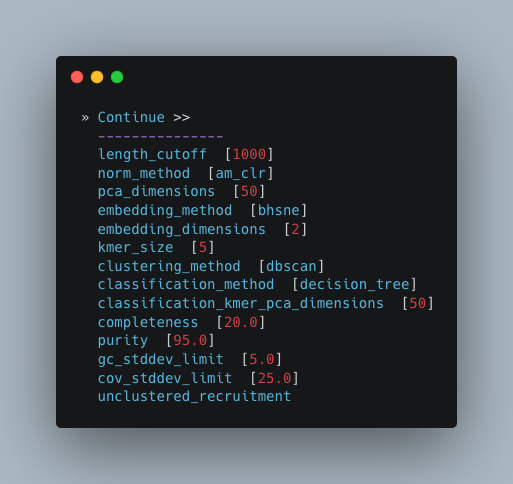 » Continue >>
---------------
length_cutoff [1000]
norm_method [am_clr]
pca_dimensions [50]
embedding_method [bhsne]
embedding_dimensions [2]
kmer_size [5]
clustering_method [dbscan]
classification_method [decision_tree]
classification_kmer_pca_dimensions [50]
completeness [20.0]
purity [95.0]
gc_stddev_limit [5.0]
cov_stddev_limit [25.0]
unclustered_recruitment